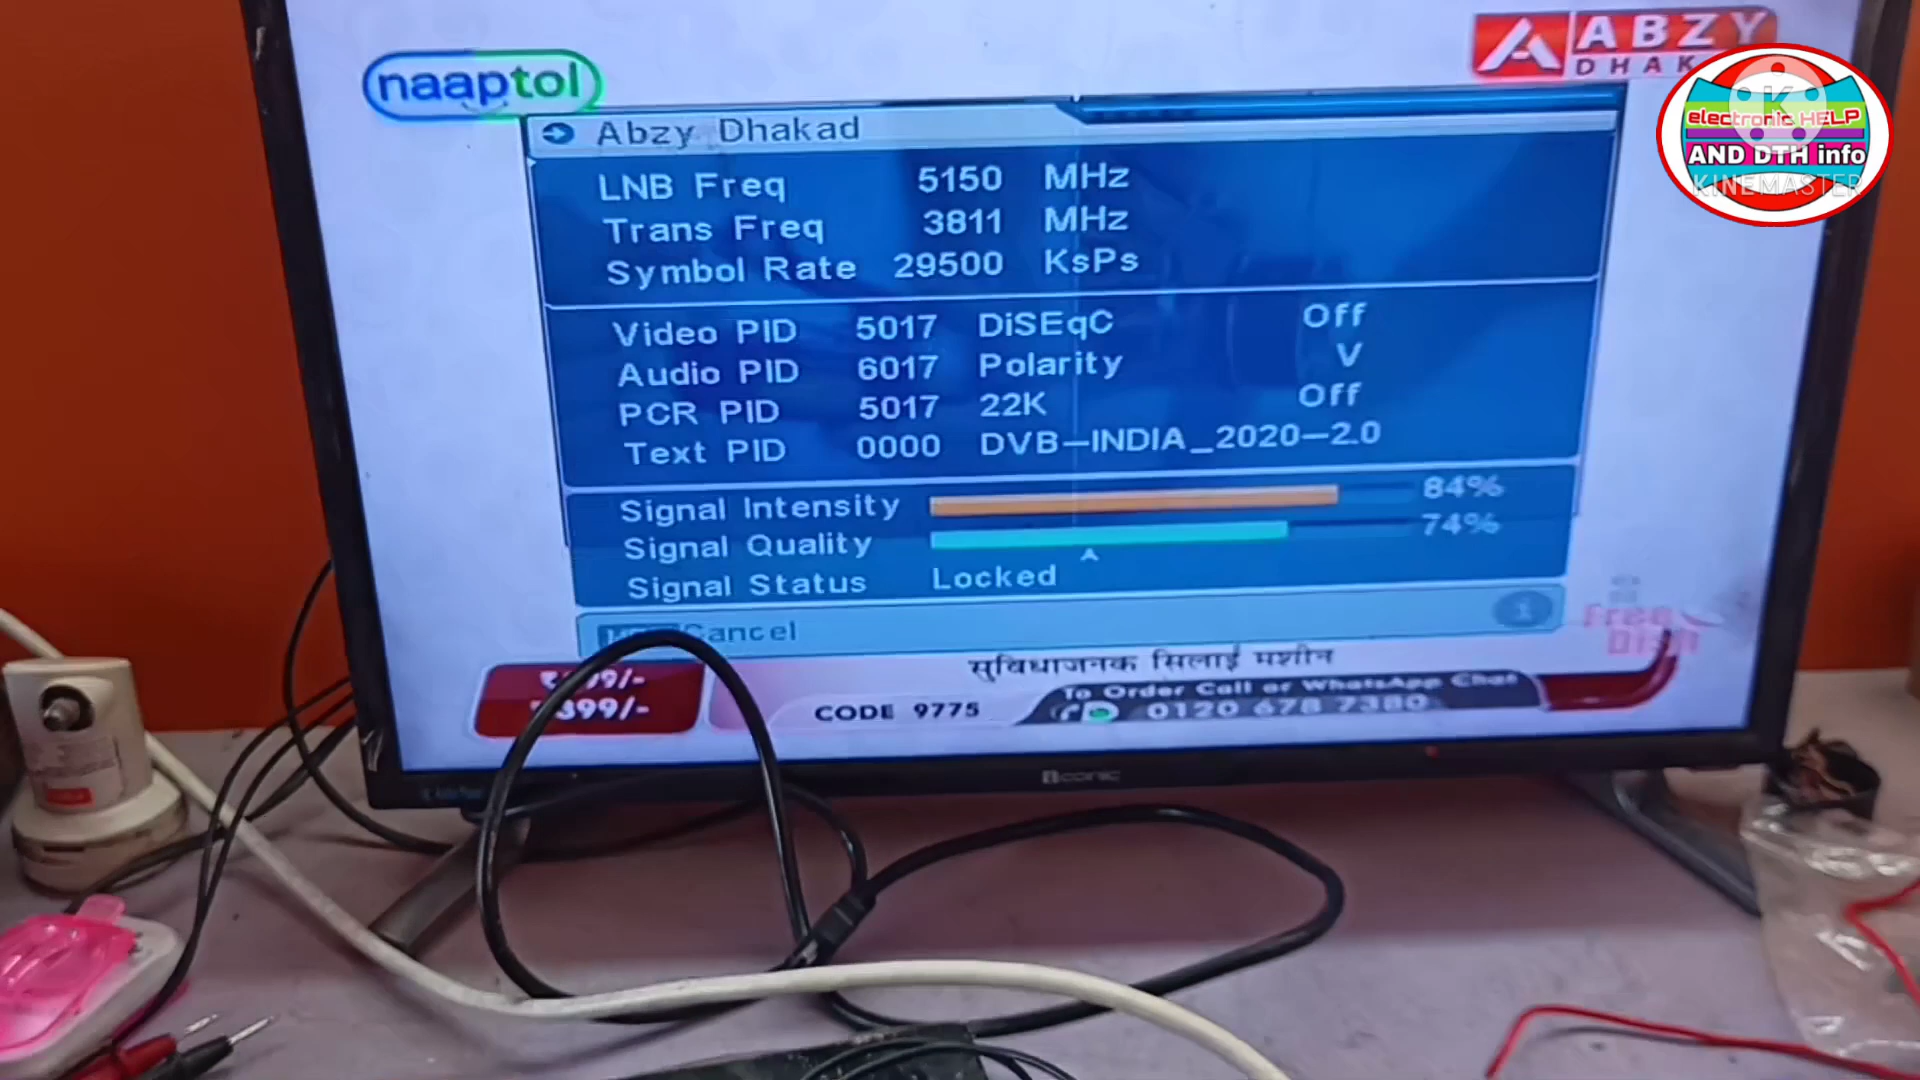 naaptol
ABZY
Abzy Dhakad
K
electronic HELP
AND DTH info
KINEMASTER
LNB Freq 5150 MHz
Trans Freq 3811 MHz
Symbol Rate 29500 KsPs
Video PID 5017 DiSEqC Off
Audio PID 6017 Polarity V
PCR PID 5017 22K Off
Text PID 0000 DVB-INDIA_2020-2.0
Signal Intensity 84%
Signal Quality 74%
Signal Status Locked
Cancel
Free
Dish
सुविधाजनक सिलाई मशीन
To Order Call or WhatsApp Chat
CODE 9775
0120 678 7380